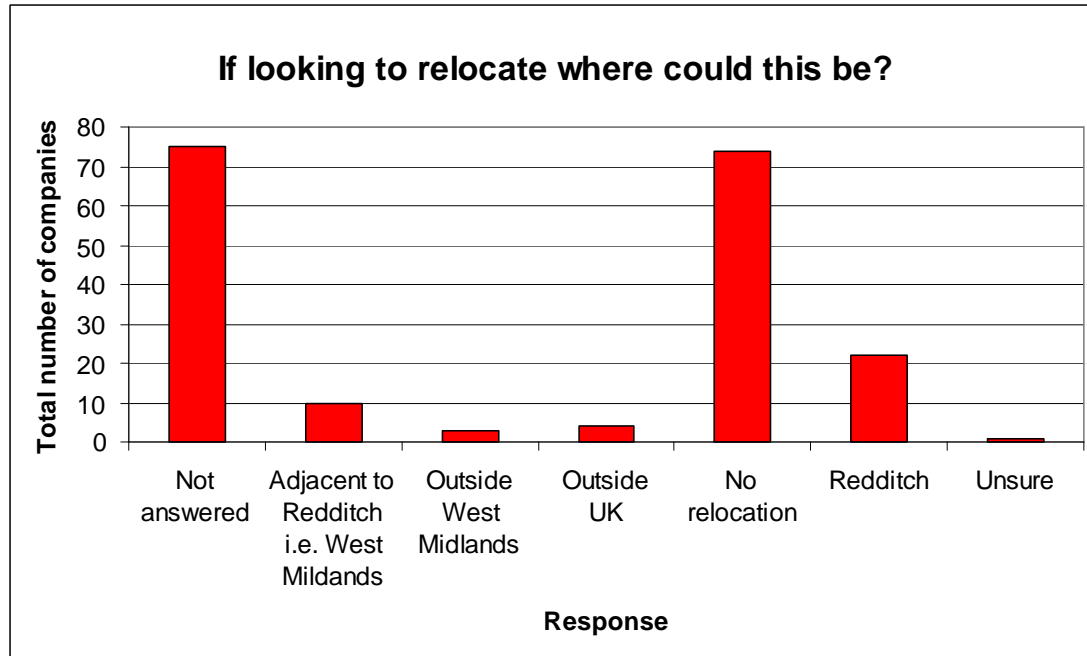 If looking to relocate where could this be?
Total number of companies
80
70
60
50
40
30
20
10
0
Not
answered
Adjacent to
Redditch
i.e. West
Mildands
Outside
West
Midlands
Outside
UK
No
relocation
Redditch
Unsure
Response